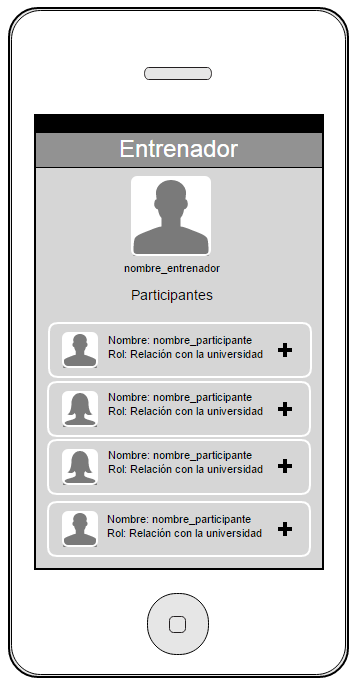 Entrenador
nombre_entrenador
Participantes
Nombre: nombre_participante
Rol: Relación con la universidad
Nombre: nombre_participante
Rol: Relación con la universidad
Nombre: nombre_participante
Rol: Relación con la universidad
Nombre: nombre_participante
Rol: Relación con la universidad